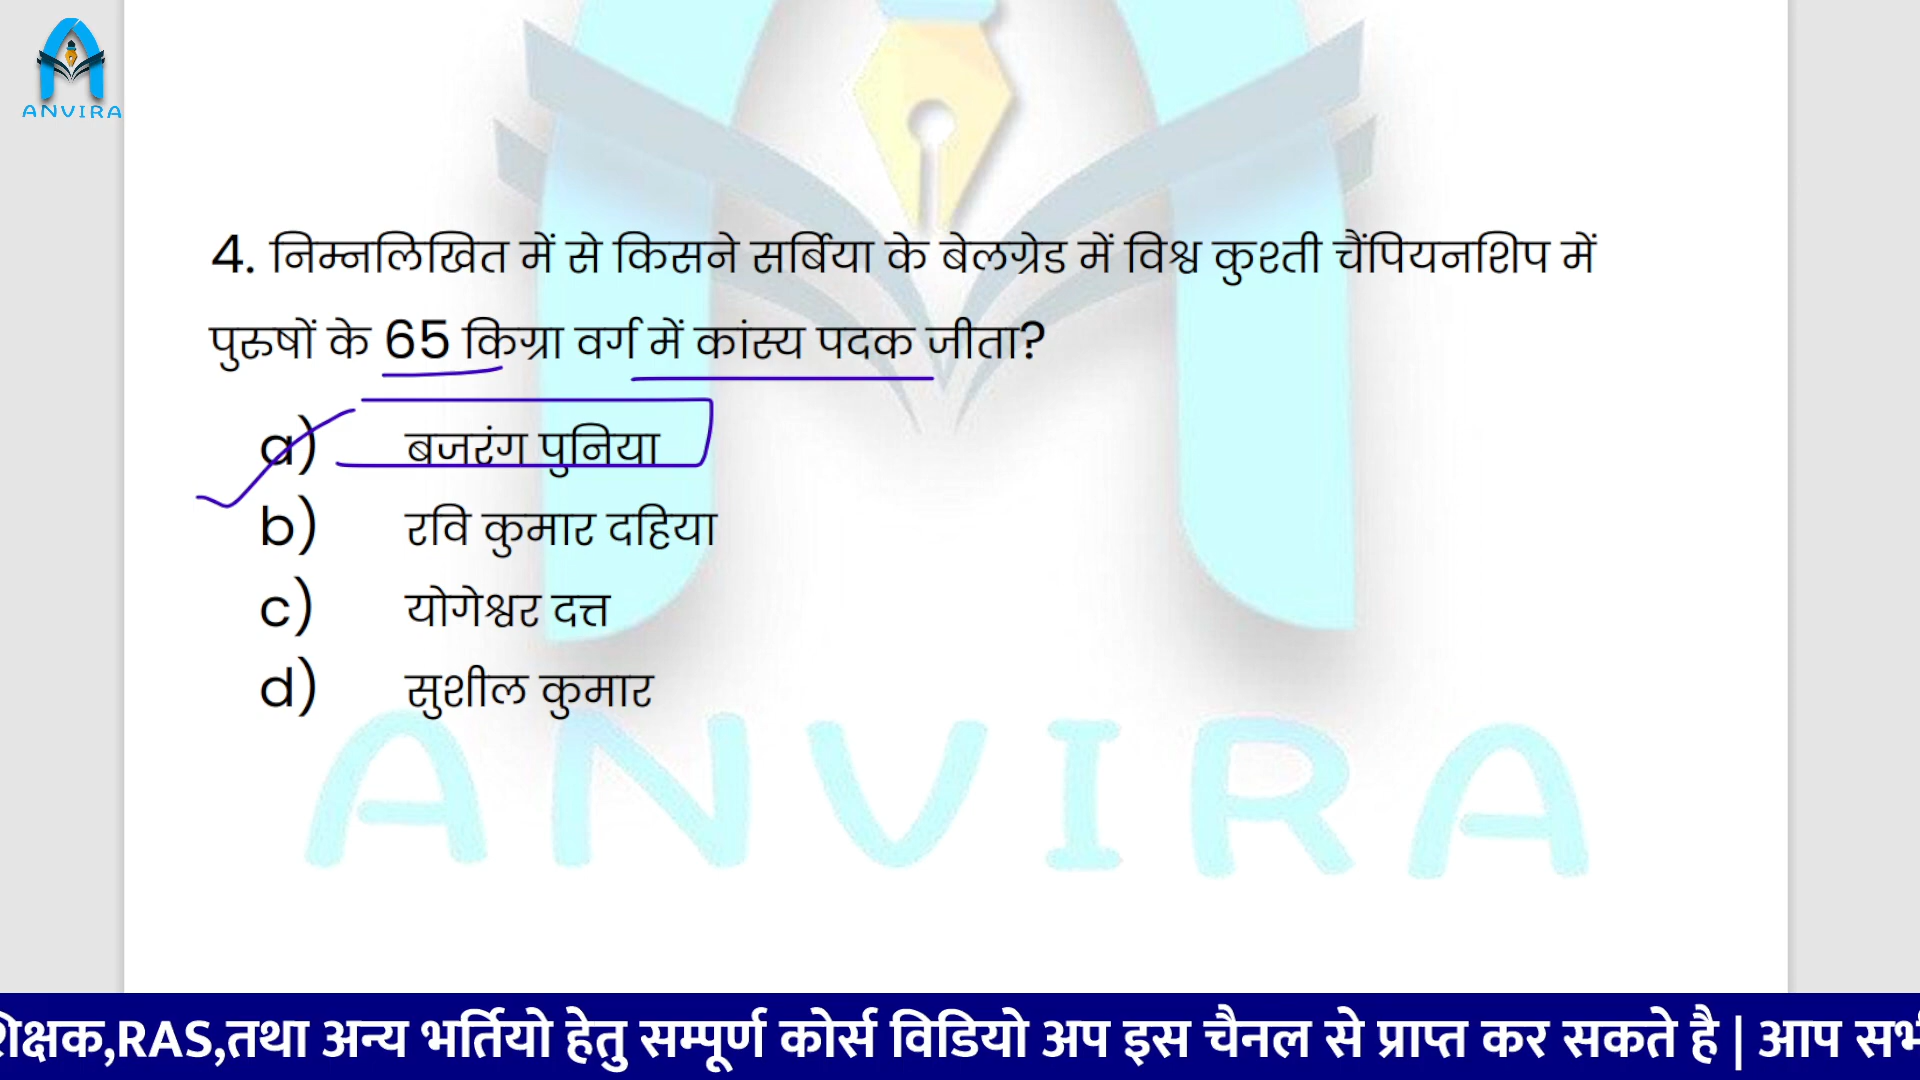 ANVIRA
4. निम्नलिखित में से किसने सर्बिया के बेलग्रेड में विश्व कुश्ती चैंपियनशिप में
पुरुषों के 65 किग्रा वर्ग में कांस्य पदक जीता?
a) बजरंग पुनिया
b) रवि कुमार दहिया
c) योगेश्वर दत्त
d) सुशील कुमार
ANVIRA
शिक्षक,RAS,तथा अन्य भर्तियो हेतु सम्पूर्ण कोर्स विडियो अप इस चैनल से प्राप्त कर सकते है | आप